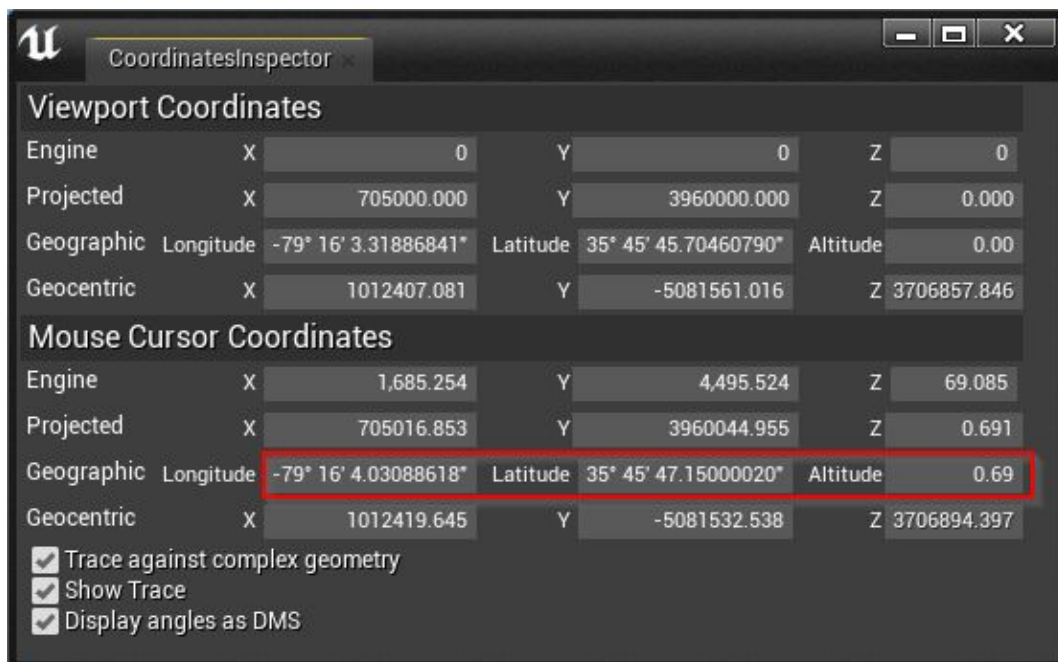 CoordinatesInspector
Viewport Coordinates
Engine X 0 Y 0 Z 0
Projected X 705000.000 Y 3960000.000 Z 0.000
Geographic Longitude -79° 16' 3.31886841" Latitude 35° 45' 45.70460790" Altitude 0.00
Geocentric X 1012407.081 Y -5081561.016 Z 3706857.846
Mouse Cursor Coordinates
Engine X 1,685.254 Y 4,495.524 Z 69.085
Projected X 705016.853 Y 3960044.955 Z 0.691
Geographic Longitude -79° 16' 4.03088618" Latitude 35° 45' 47.15000020" Altitude 0.69
Geocentric X 1012419.645 Y -5081532.538 Z 3706894.397
Trace against complex geometry
Show Trace
Display angles as DMS